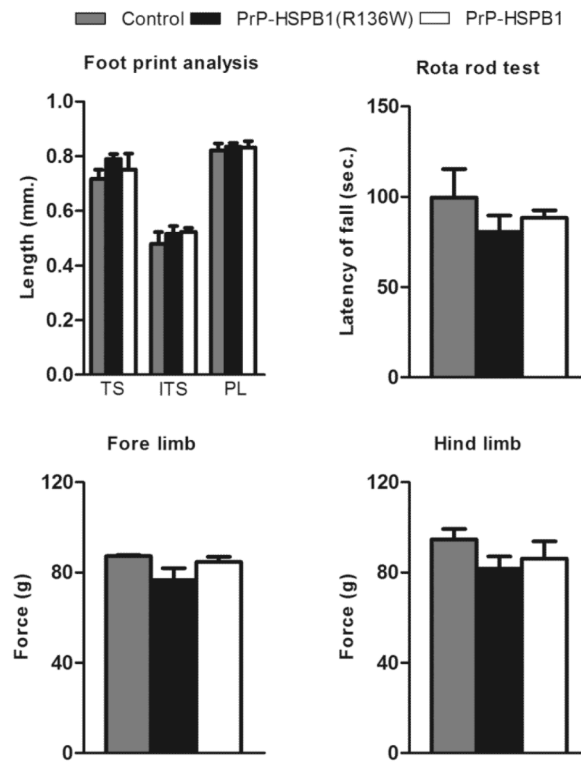 Control PrP-HSPB1(R136W) PrP-HSPB1
Foot print analysis
Length (mm.)
1.0
0.8
0.6
0.4
0.2
0.0
TS ITS PL
Rota rod test
Latency of fall (sec.)
150
100
50
0
Fore limb
Force (g)
120
80
40
0
Hind limb
Force (g)
120
80
40
0